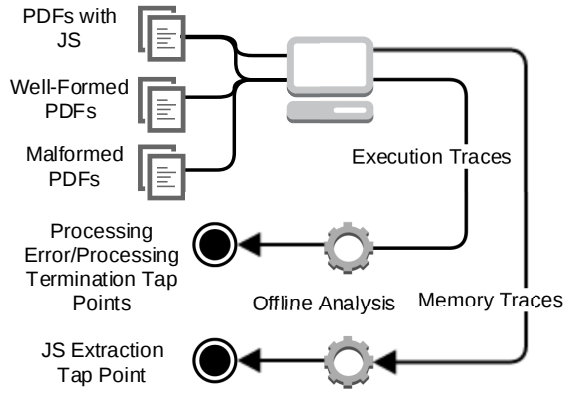 PDFs with
JS
Well-Formed
PDFs
Malformed
PDFs
Execution Traces
Processing
Error/Processing
Termination Tap
Points
Offline Analysis
Memory Traces
JS Extraction
Tap Point